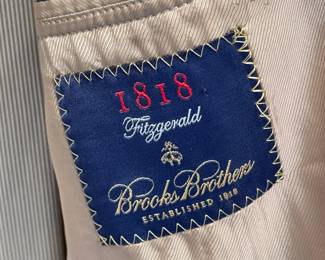 1818
Fitzgerald
Brooks Brothers
ESTABLISHED 1818